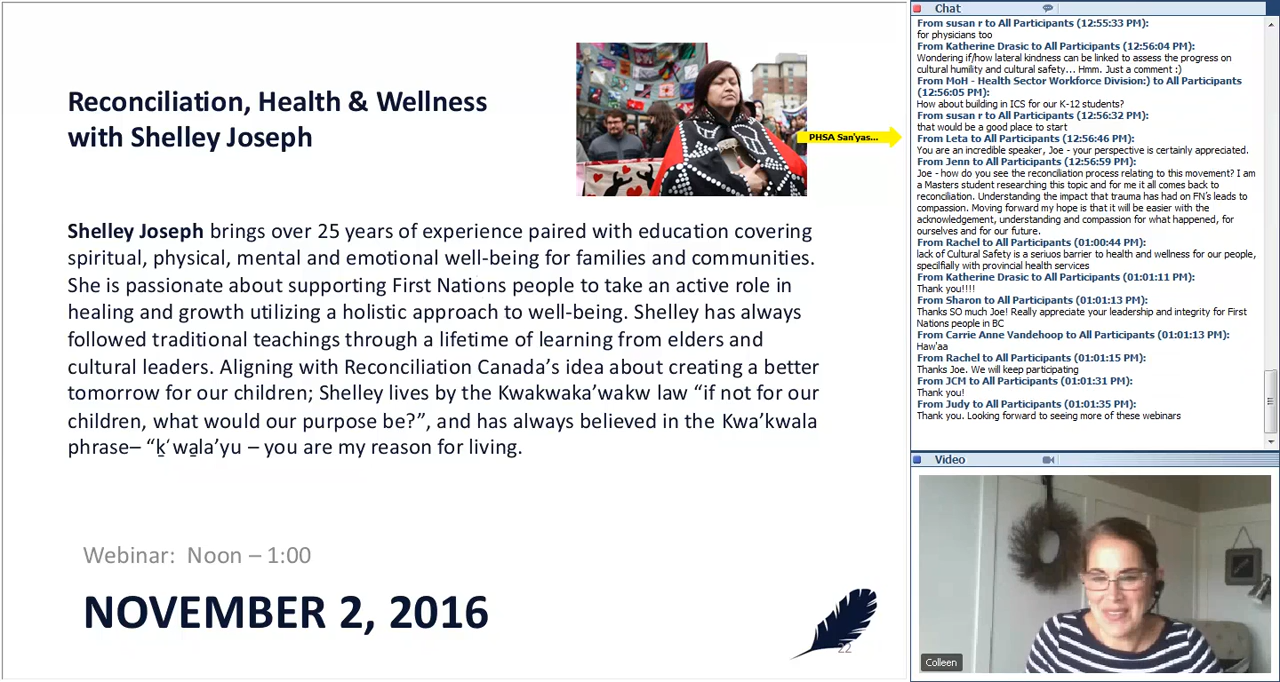 Reconciliation, Health & Wellness
with Shelley Joseph
PHSA San'yas...
Shelley Joseph brings over 25 years of experience paired with education covering
spiritual, physical, mental and emotional well-being for families and communities.
She is passionate about supporting First Nations people to take an active role in
healing and growth utilizing a holistic approach to well-being. Shelley has always
followed traditional teachings through a lifetime of learning from elders and
cultural leaders. Aligning with Reconciliation Canada’s idea about creating a better
tomorrow for our children; Shelley lives by the Kwakwaka’wakw law “if not for our
children, what would our purpose be?”, and has always believed in the Kwa’kwala
phrase– “ḵ‘wa̱la’yu – you are my reason for living.
Webinar: Noon – 1:00
NOVEMBER 2, 2016
22
Chat
From susan r to All Participants (12:55:33 PM):
for physicians too
From Katherine Drasic to All Participants (12:56:04 PM):
Wondering if/how lateral kindness can be linked to assess the progress on
cultural humility and cultural safety... Hmm. Just a comment :)
From MoH - Health Sector Workforce Division:) to All Participants
(12:56:05 PM):
How about building in ICS for our K-12 students?
From susan r to All Participants (12:56:32 PM):
that would be a good place to start
From Leta to All Participants (12:56:46 PM):
You are an incredible speaker, Joe - your perspective is certainly appreciated.
From Jenn to All Participants (12:56:59 PM):
Joe - how do you see the reconciliation process relating to this movement? I am
a Masters student researching this topic and for me it all comes back to
reconciliation. Understanding the impact that trauma has had on FN's leads to
compassion. Moving forward my hope is that it will be easier with the
acknowledgement, understanding and compassion for what happened, for
ourselves and for our future.
From Rachel to All Participants (01:00:44 PM):
lack of Cultural Safety is a seriuos barrier to health and wellness for our people,
specilfially with provincial health services
From Katherine Drasic to All Participants (01:01:11 PM):
Thank you!!!!
From Sharon to All Participants (01:01:13 PM):
Thanks SO much Joe! Really appreciate your leadership and integrity for First
Nations people in BC
From Carrie Anne Vandehoop to All Participants (01:01:13 PM):
Haw'aa
From Rachel to All Participants (01:01:15 PM):
Thanks Joe. We will keep participating
From JCM to All Participants (01:01:31 PM):
Thank you!
From Judy to All Participants (01:01:35 PM):
Thank you. Looking forward to seeing more of these webinars
Video
Colleen